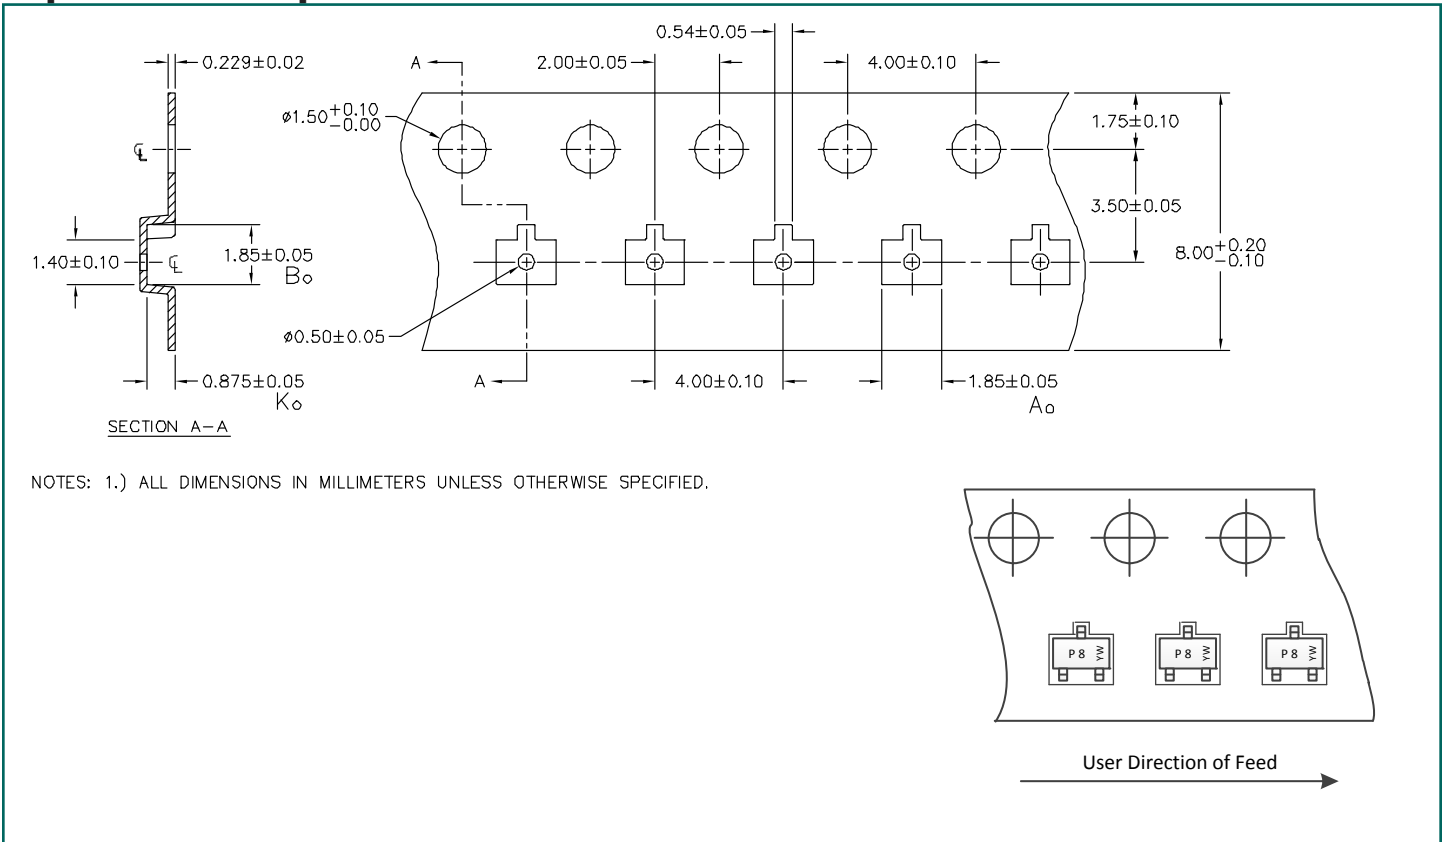 0.54±0.05
0.229±0.02
A
2.00±0.05
4.00±0.10
ø1.50+0.10
-0.00
1.75±0.10
℄
3.50±0.05
1.40±0.10
℄
1.85±0.05
Bo
8.00+0.20
-0.10
ø0.50±0.05
0.875±0.05
Ko
A
4.00±0.10
1.85±0.05
Ao
SECTION A-A
NOTES: 1.) ALL DIMENSIONS IN MILLIMETERS UNLESS OTHERWISE SPECIFIED.
P 8 YW
P 8 YW
P 8 YW
User Direction of Feed